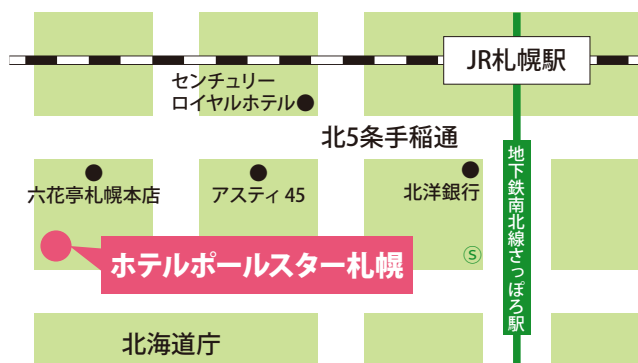 JR札幌駅
センチュリー
ロイヤルホテル
北5条手稲通
六花亭札幌本店
アスティ45
北洋銀行
地下鉄南北線さっぽろ駅
S
ホテルポールスター札幌
北海道庁